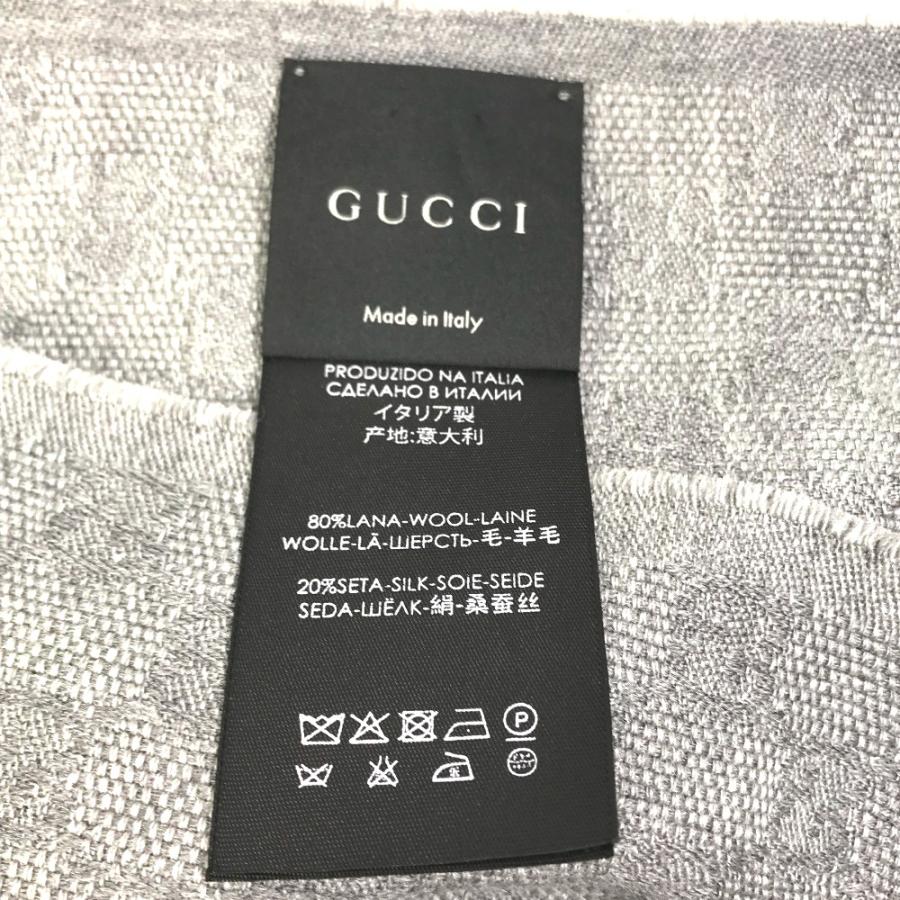 GUCCI
Made in Italy
PRODUZIDO NA ITALIA
СДЕЛАНО В ИТАЛИИ
イタリア製
产地:意大利
80%LANA-WOOL-LAINE
WOLLE-LÃ-ШЕРСТЬ-毛-羊毛
20%SETA-SILK-SOIE-SEIDE
SEDA-ШЁЛК-絹-桑蚕丝
P